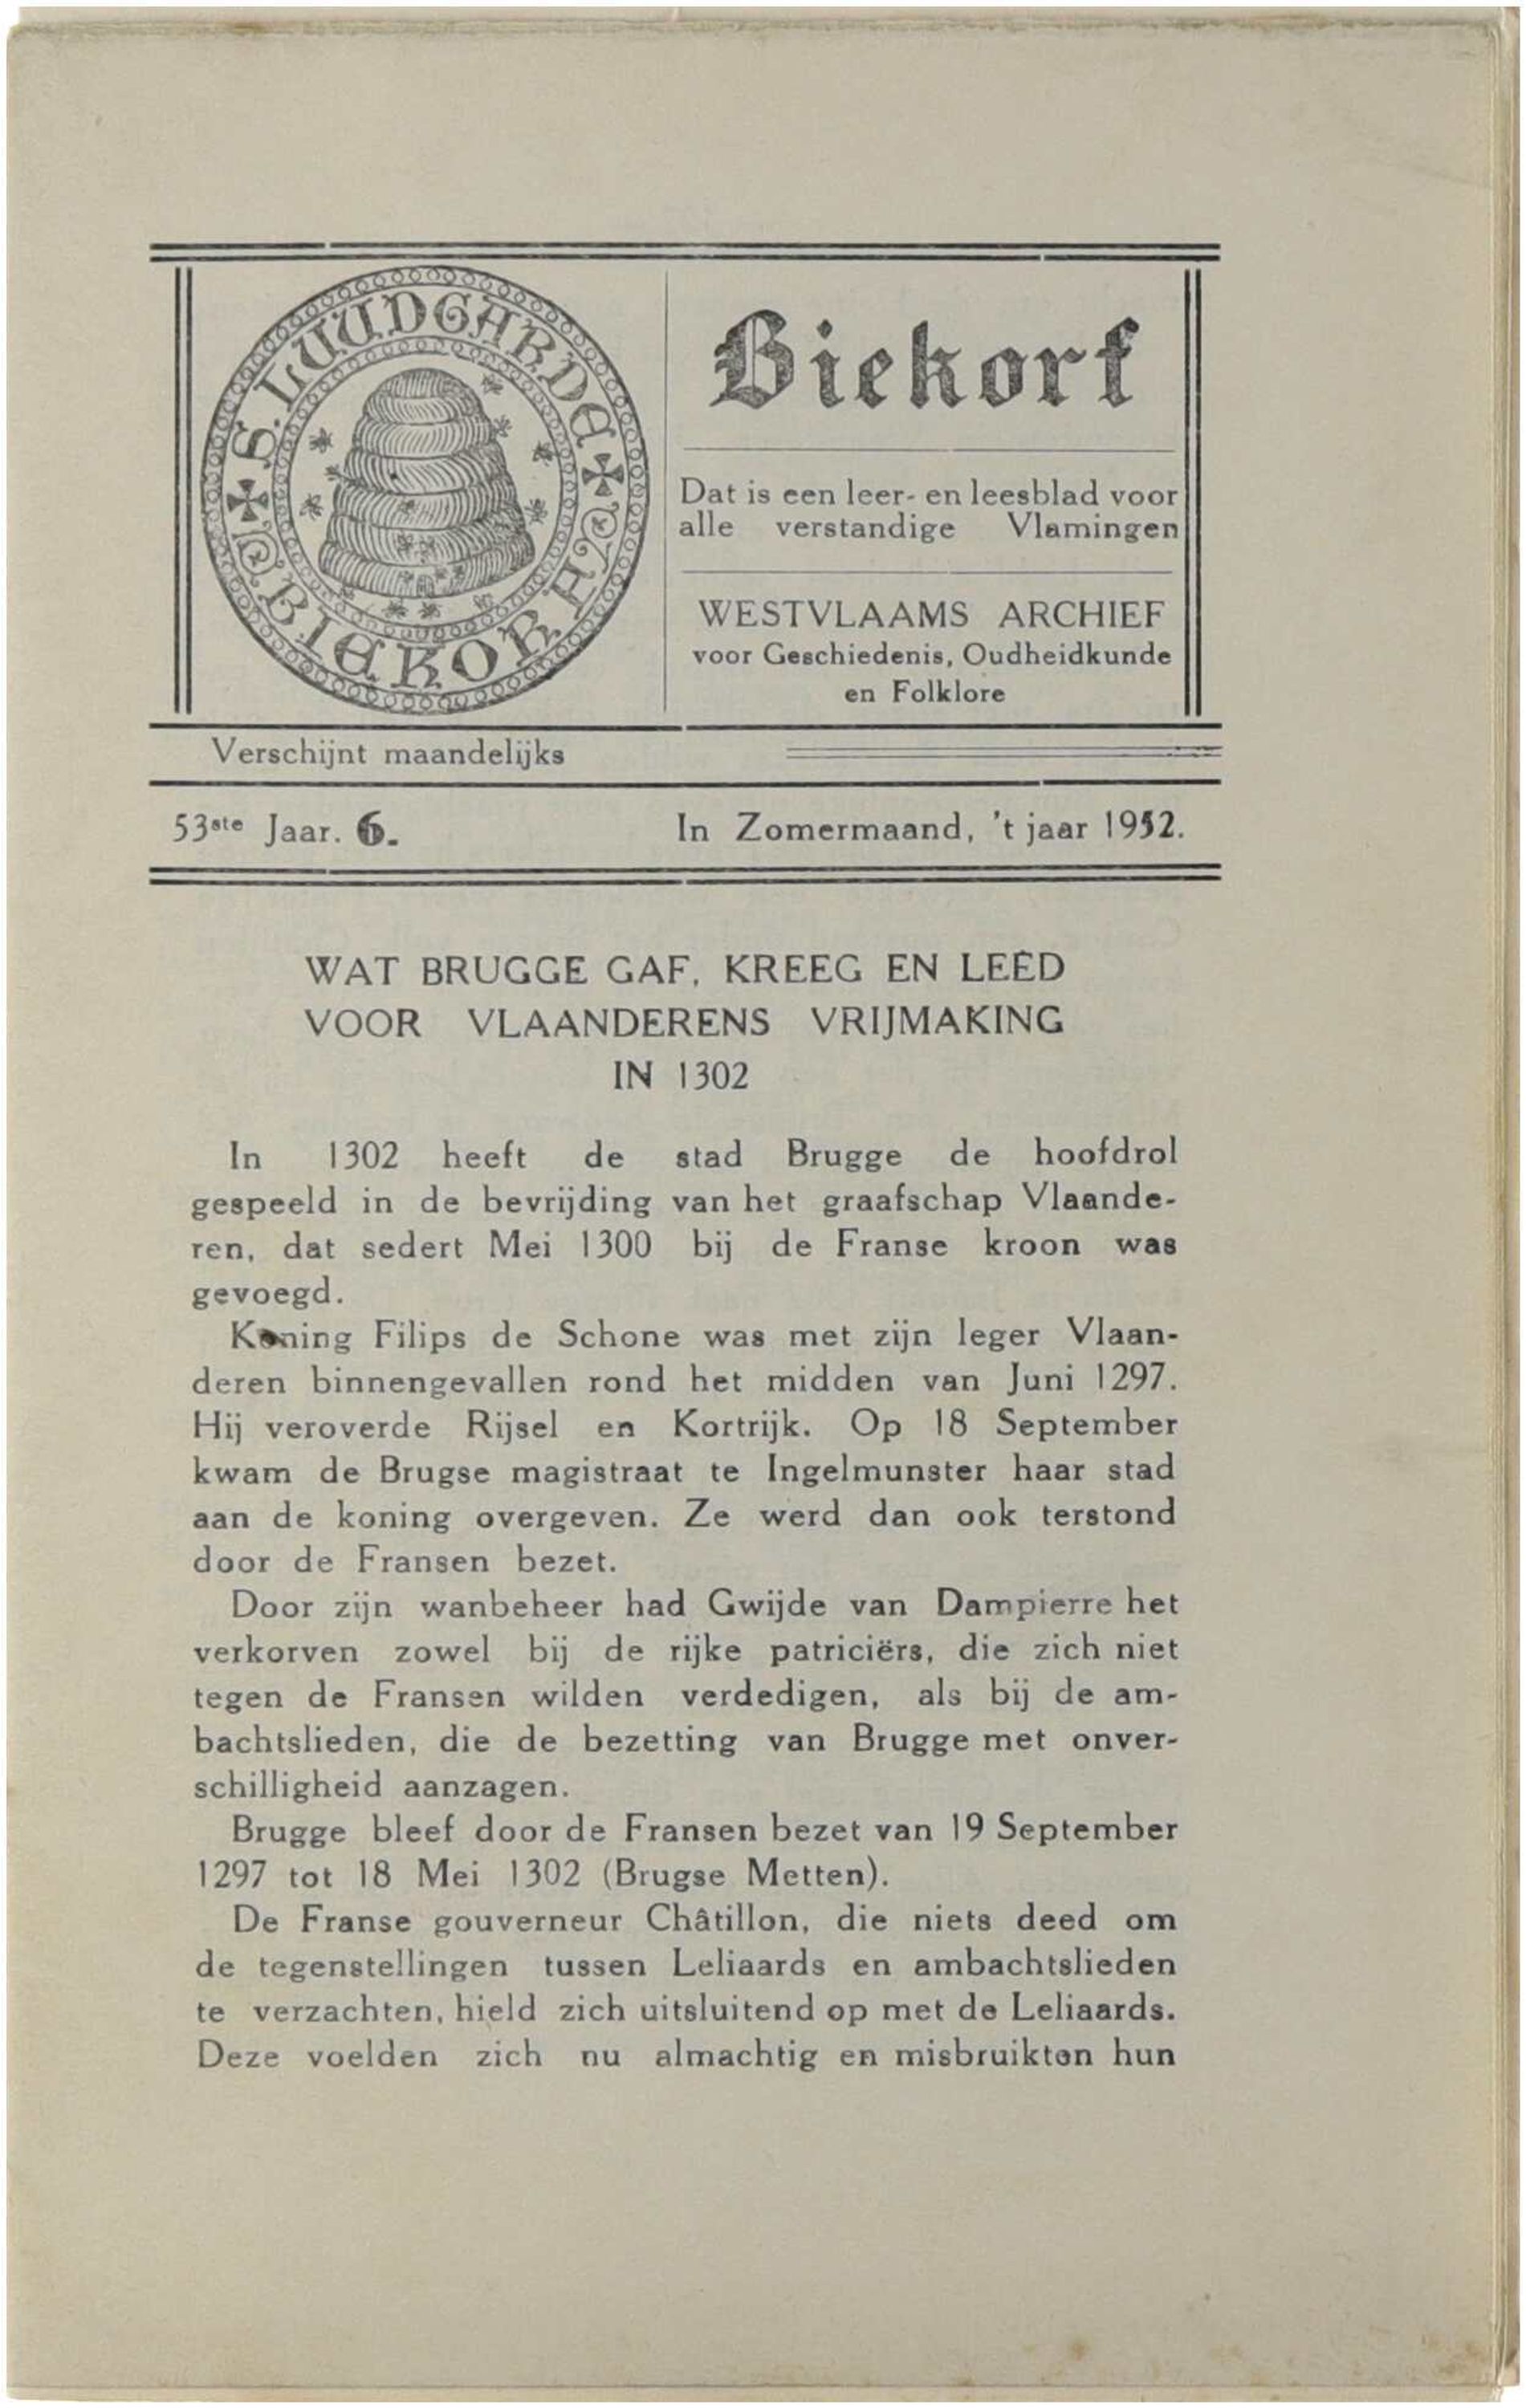 S. LUUDGARDE
BIEKORF
Biekorf
Dat is een leer- en leesblad voor
alle verstandige Vlamingen
WESTVLAAMS ARCHIEF
voor Geschiedenis, Oudheidkunde
en Folklore
Verschijnt maandelijks
53ste Jaar. 6.
In Zomermaand, 't jaar 1952.
WAT BRUGGE GAF, KREEG EN LEED
VOOR VLAANDERENS VRIJMAKING
IN 1302
In 1302 heeft de stad Brugge de hoofdrol
gespeeld in de bevrijding van het graafschap Vlaande-
ren, dat sedert Mei 1300 bij de Franse kroon was
gevoegd.
Koning Filips de Schone was met zijn leger Vlaan-
deren binnengevallen rond het midden van Juni 1297.
Hij veroverde Rijsel en Kortrijk. Op 18 September
kwam de Brugse magistraat te Ingelmunster haar stad
aan de koning overgeven. Ze werd dan ook terstond
door de Fransen bezet.
Door zijn wanbeheer had Gwijde van Dampierre het
verkorven zowel bij de rijke patriciërs, die zich niet
tegen de Fransen wilden verdedigen, als bij de am-
bachtslieden, die de bezetting van Brugge met onver-
schilligheid aanzagen.
Brugge bleef door de Fransen bezet van 19 September
1297 tot 18 Mei 1302 (Brugse Metten).
De Franse gouverneur Châtillon, die niets deed om
de tegenstellingen tussen Leliaards en ambachtslieden
te verzachten, hield zich uitsluitend op met de Leliaards.
Deze voelden zich nu almachtig en misbruikten hun